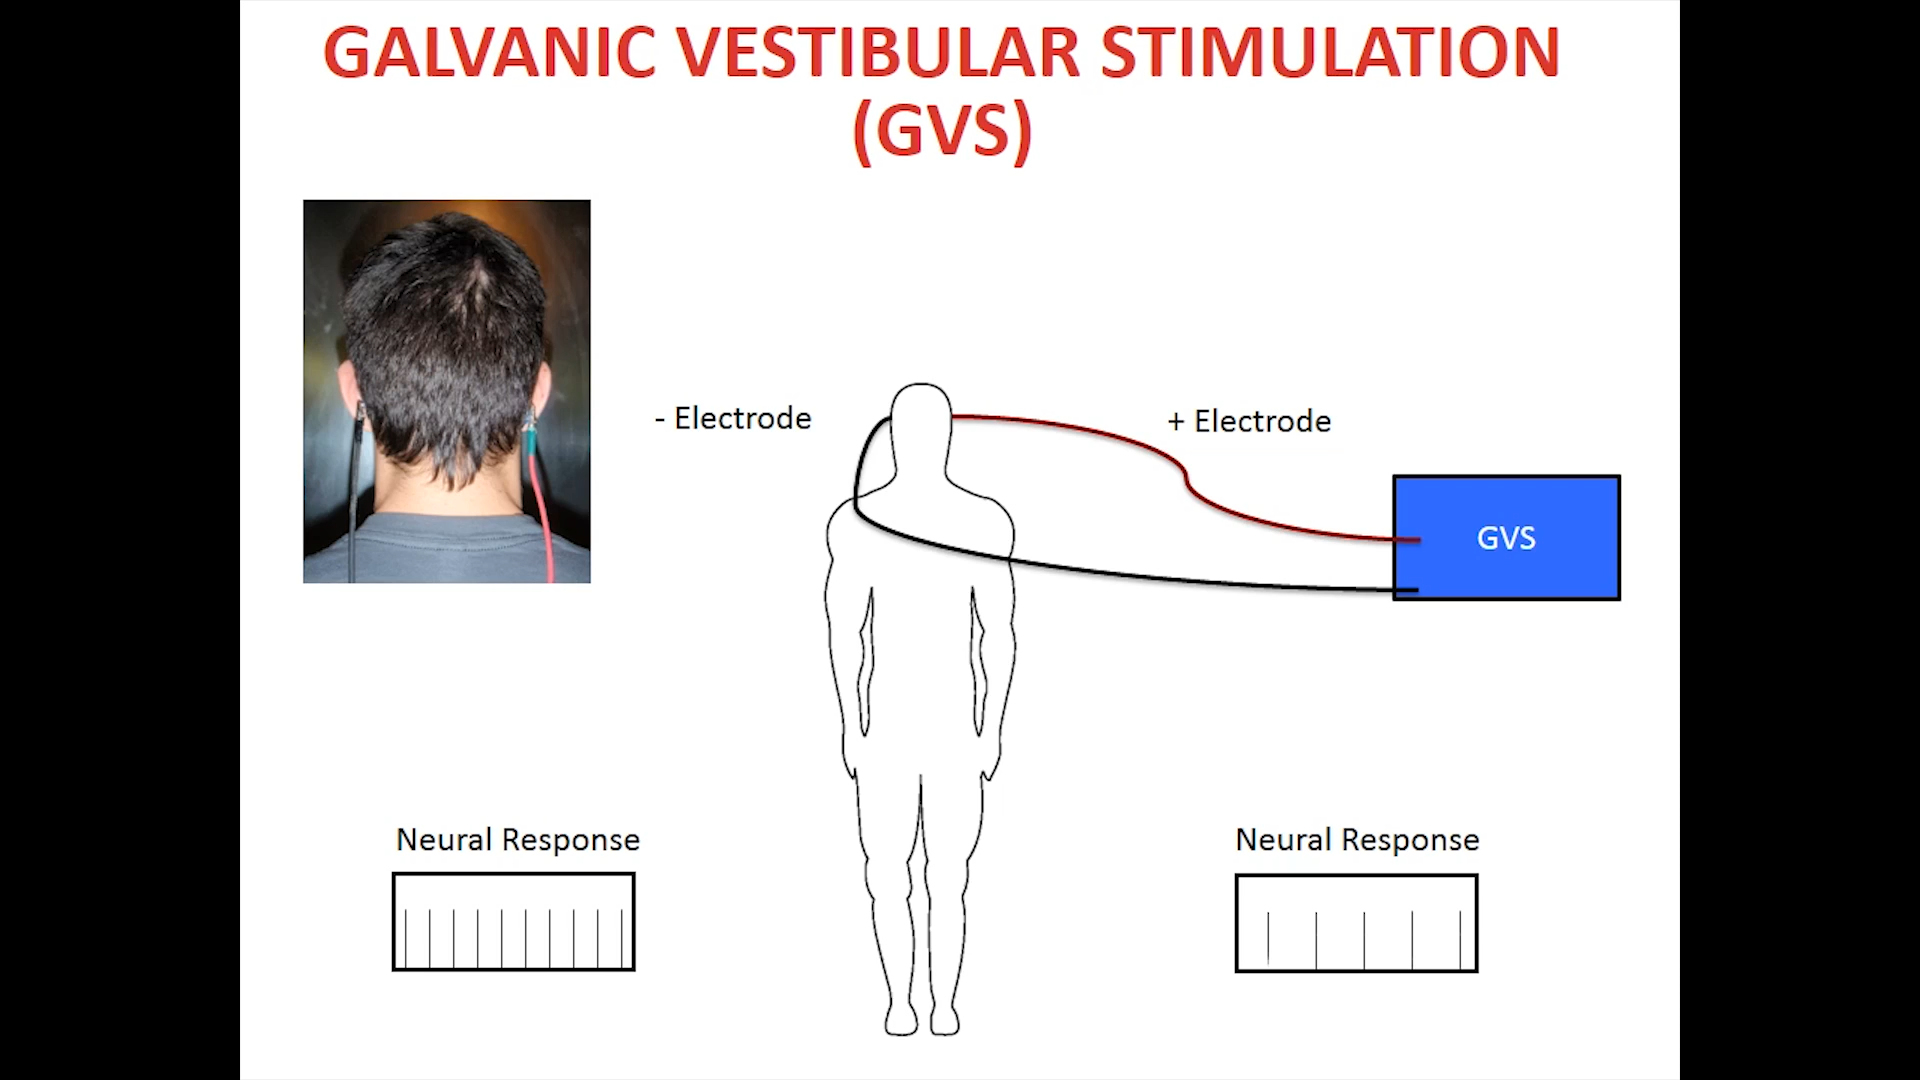 GALVANIC VESTIBULAR STIMULATION
(GVS)
- Electrode
+ Electrode
GVS
Neural Response
Neural Response